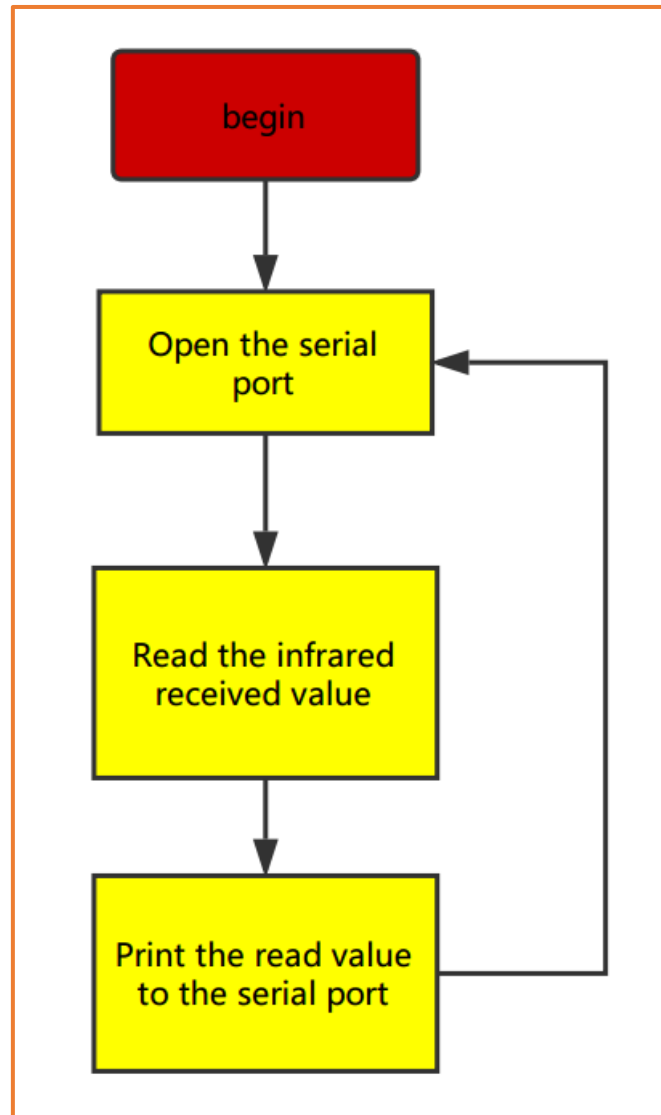 begin
Open the serial
port
Read the infrared
received value
Print the read value
to the serial port